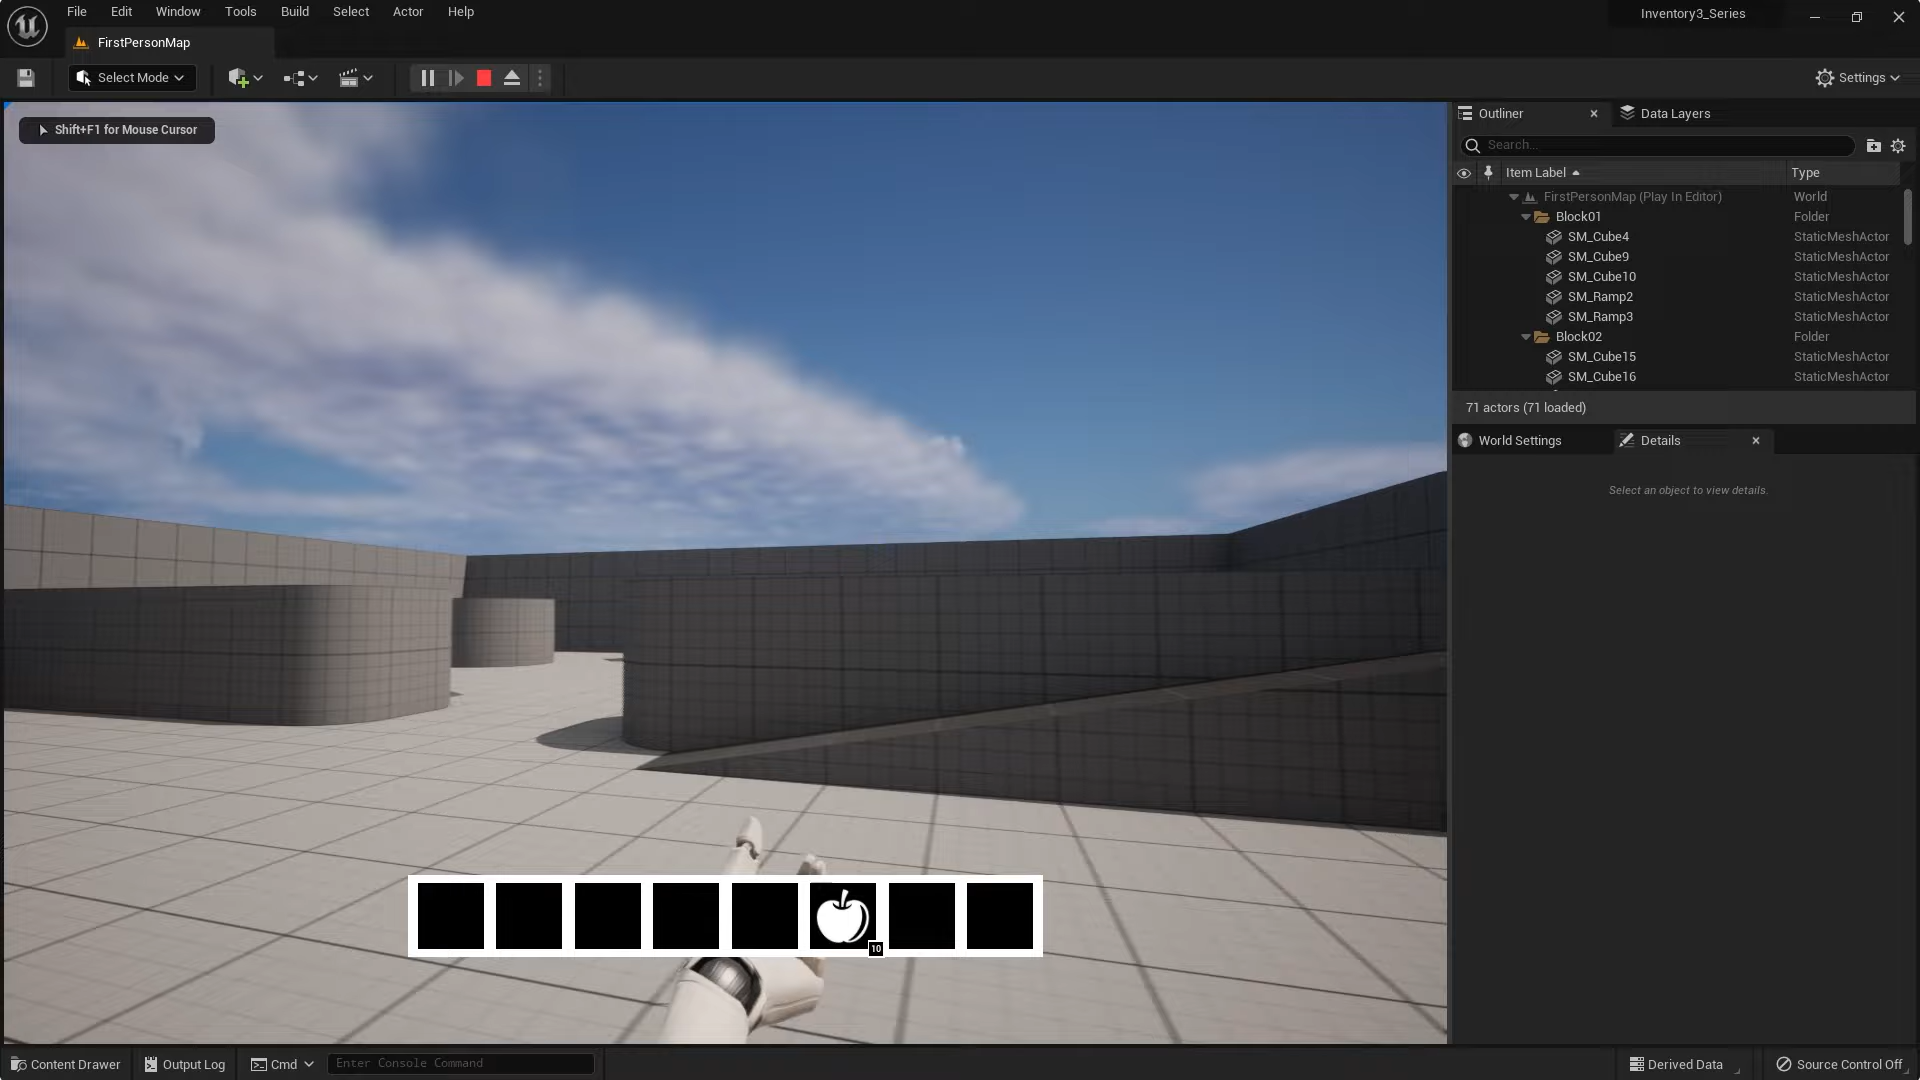 File Edit Window Tools Build Select Actor Help
Inventory3_Series
FirstPersonMap
Select Mode
Settings
Shift+F1 for Mouse Cursor
Outliner
Data Layers
Search...
Item Label Type
FirstPersonMap (Play In Editor) World
Block01 Folder
SM_Cube4 StaticMeshActor
SM_Cube9 StaticMeshActor
SM_Cube10 StaticMeshActor
SM_Ramp2 StaticMeshActor
SM_Ramp3 StaticMeshActor
Block02 Folder
SM_Cube15 StaticMeshActor
SM_Cube16 StaticMeshActor
71 actors (71 loaded)
World Settings
Details
Select an object to view details.
10
Content Drawer
Output Log
Cmd
Enter Console Command
Derived Data
Source Control Off